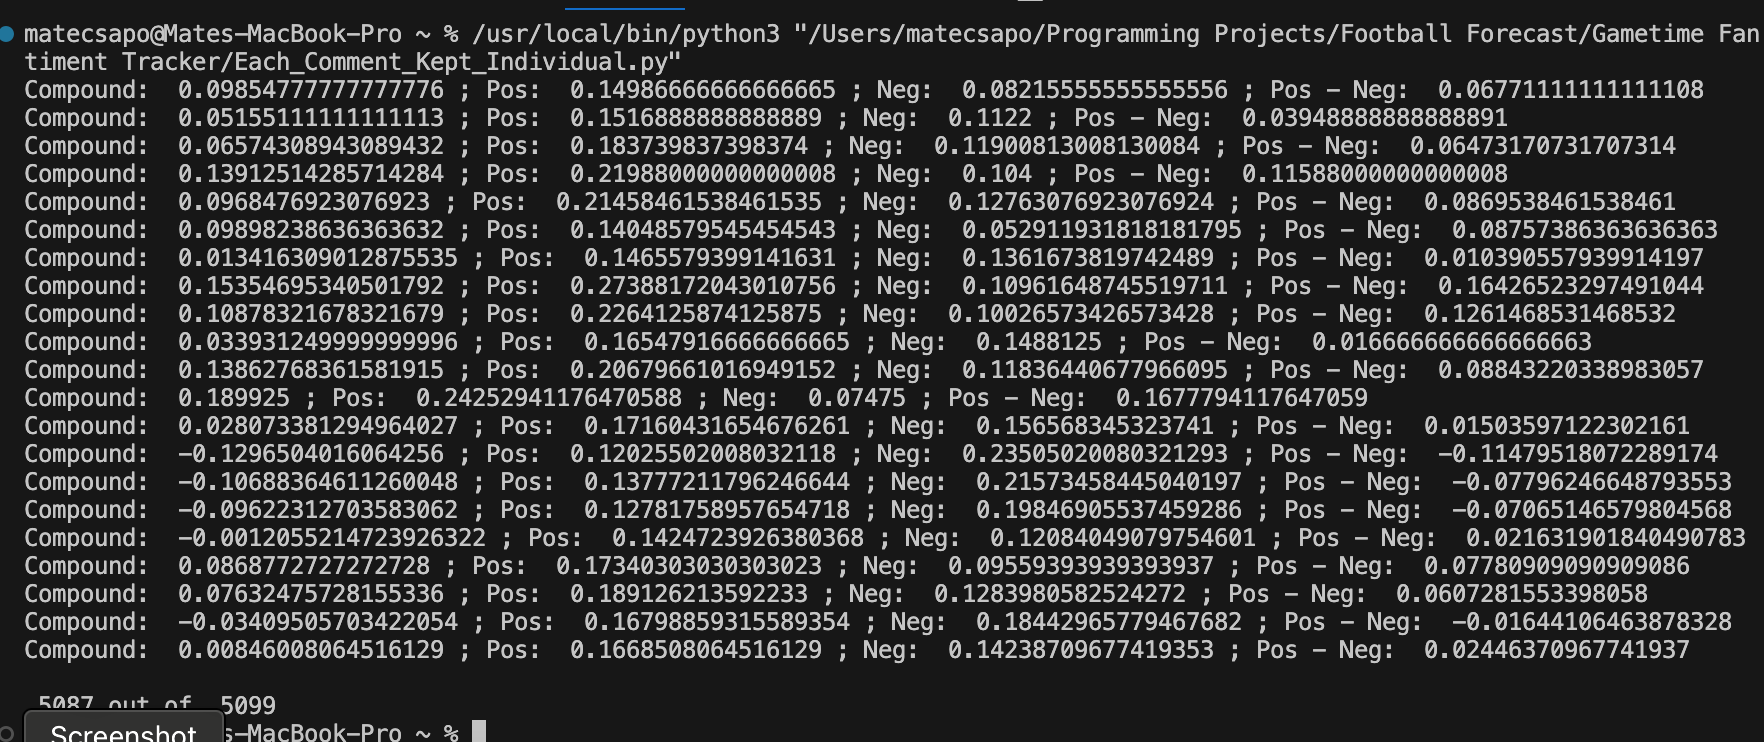 matecsapo@Mates-MacBook-Pro ~ % /usr/local/bin/python3 "/Users/matecsapo/Programming Projects/Football Forecast/Gametime Fan
timent Tracker/Each_Comment_Kept_Individual.py"
Compound:  0.09854777777777776 ; Pos:  0.14986666666666665 ; Neg:  0.08215555555555556 ; Pos - Neg:  0.06771111111111108
Compound:  0.05155111111111113 ; Pos:  0.1516888888888889 ; Neg:  0.1122 ; Pos - Neg:  0.03948888888888891
Compound:  0.06574308943089432 ; Pos:  0.183739837398374 ; Neg:  0.11900813008130084 ; Pos - Neg:  0.06473170731707314
Compound:  0.13912514285714284 ; Pos:  0.21988000000000008 ; Neg:  0.104 ; Pos - Neg:  0.11588000000000008
Compound:  0.0968476923076923 ; Pos:  0.21458461538461535 ; Neg:  0.12763076923076924 ; Pos - Neg:  0.0869538461538461
Compound:  0.09898238636363632 ; Pos:  0.14048579545454543 ; Neg:  0.052911931818181795 ; Pos - Neg:  0.08757386363636363
Compound:  0.013416309012875535 ; Pos:  0.1465579399141631 ; Neg:  0.1361673819742489 ; Pos - Neg:  0.010390557939914197
Compound:  0.15354695340501792 ; Pos:  0.27388172043010756 ; Neg:  0.10961648745519711 ; Pos - Neg:  0.16426523297491044
Compound:  0.10878321678321679 ; Pos:  0.2264125874125875 ; Neg:  0.10026573426573428 ; Pos - Neg:  0.1261468531468532
Compound:  0.033931249999999996 ; Pos:  0.16547916666666665 ; Neg:  0.1488125 ; Pos - Neg:  0.016666666666666663
Compound:  0.13862768361581915 ; Pos:  0.20679661016949152 ; Neg:  0.11836440677966095 ; Pos - Neg:  0.08843220338983057
Compound:  0.189925 ; Pos:  0.24252941176470588 ; Neg:  0.07475 ; Pos - Neg:  0.1677794117647059
Compound:  0.028073381294964027 ; Pos:  0.17160431654676261 ; Neg:  0.156568345323741 ; Pos - Neg:  0.01503597122302161
Compound:  -0.1296504016064256 ; Pos:  0.12025502008032118 ; Neg:  0.23505020080321293 ; Pos - Neg:  -0.11479518072289174
Compound:  -0.10688364611260048 ; Pos:  0.13777211796246644 ; Neg:  0.21573458445040197 ; Pos - Neg:  -0.07796246648793553
Compound:  -0.09622312703583062 ; Pos:  0.12781758957654718 ; Neg:  0.19846905537459286 ; Pos - Neg:  -0.07065146579804568
Compound:  -0.0012055214723926322 ; Pos:  0.1424723926380368 ; Neg:  0.12084049079754601 ; Pos - Neg:  0.021631901840490783
Compound:  0.0868772727272728 ; Pos:  0.17340303030303023 ; Neg:  0.09559393939393937 ; Pos - Neg:  0.07780909090909086
Compound:  0.07632475728155336 ; Pos:  0.189126213592233 ; Neg:  0.1283980582524272 ; Pos - Neg:  0.0607281553398058
Compound:  -0.03409505703422054 ; Pos:  0.16798859315589354 ; Neg:  0.18442965779467682 ; Pos - Neg:  -0.01644106463878328
Compound:  0.00846008064516129 ; Pos:  0.1668508064516129 ; Neg:  0.14238709677419353 ; Pos - Neg:  0.02446370967741937
5087 out of  5099
s-MacBook-Pro ~ %
Screenshot